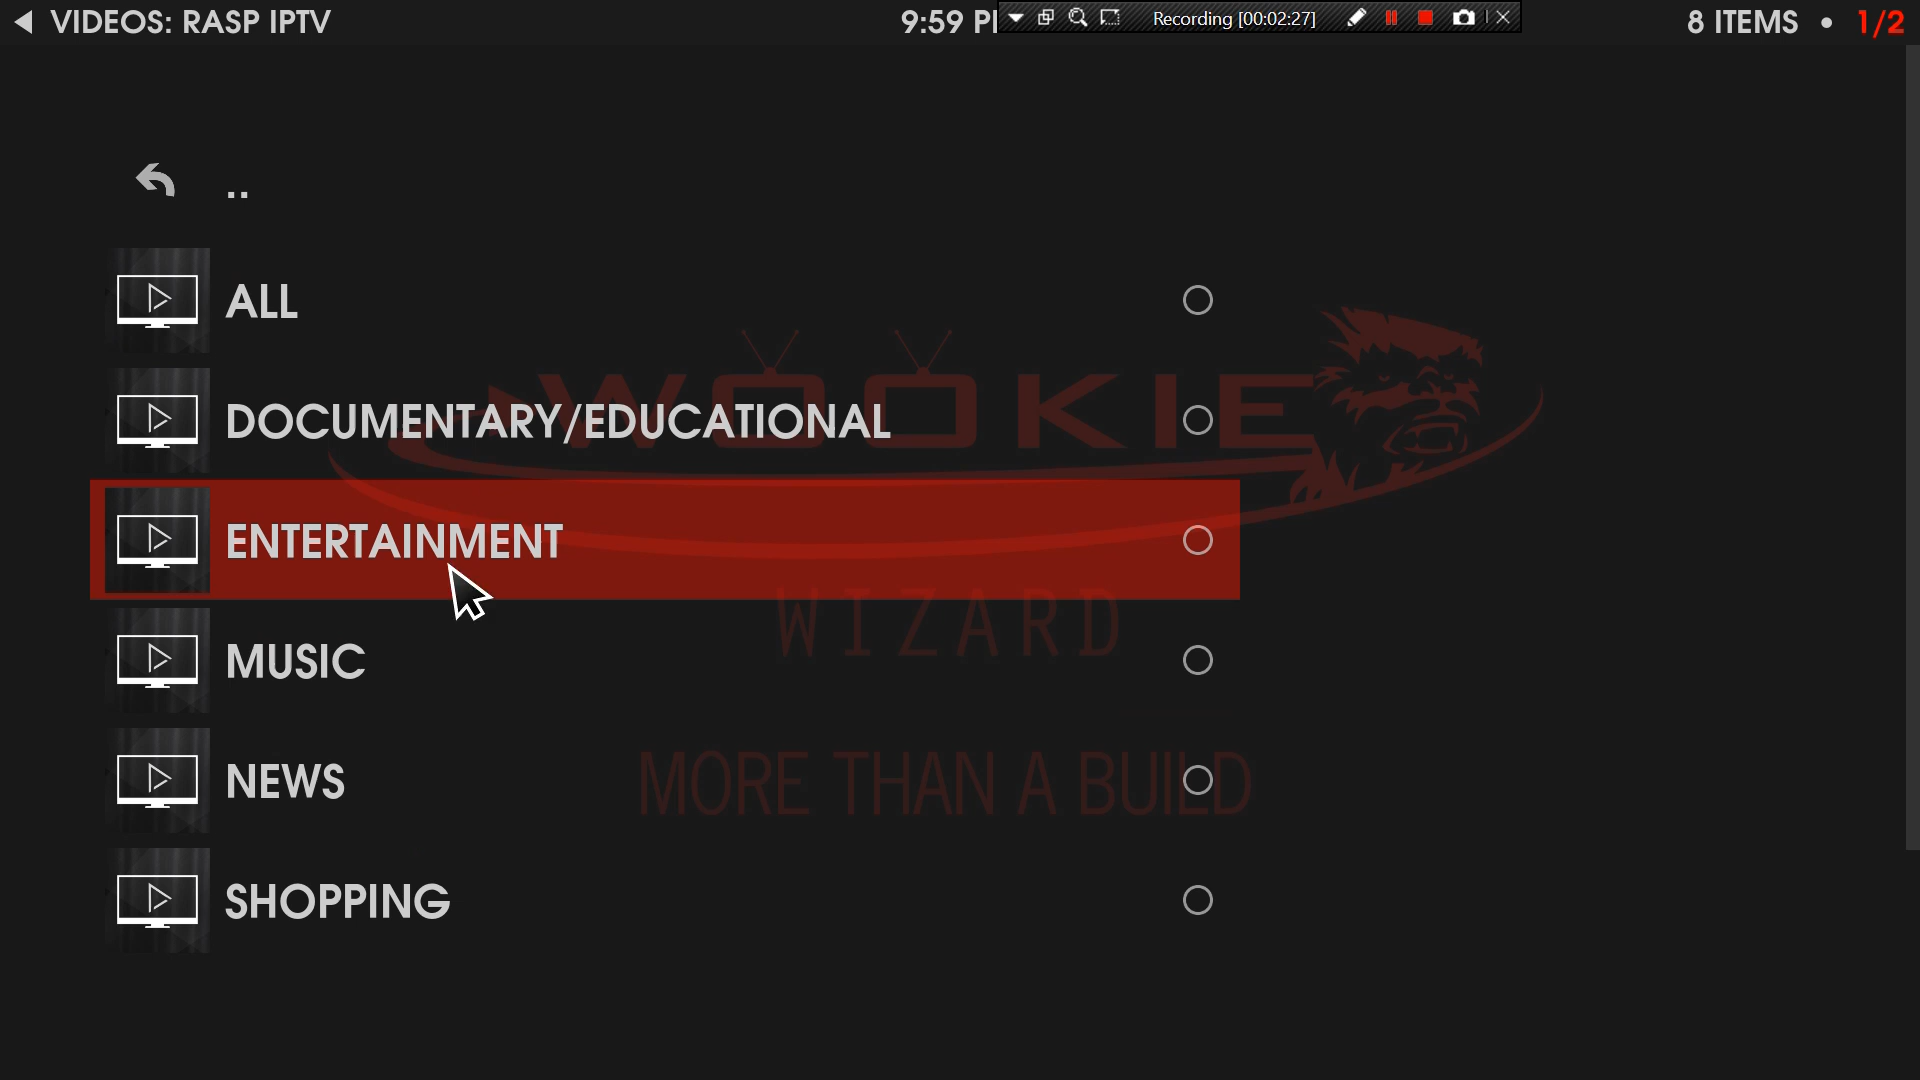 VIDEOS: RASP IPTV
9:59 P
Recording [00:02:27]
8 ITEMS • 1/2
..
ALL
WOOKIE
DOCUMENTARY/EDUCATIONAL
ENTERTAINMENT
WIZARD
MUSIC
NEWS
MORE THAN A BUILD
SHOPPING